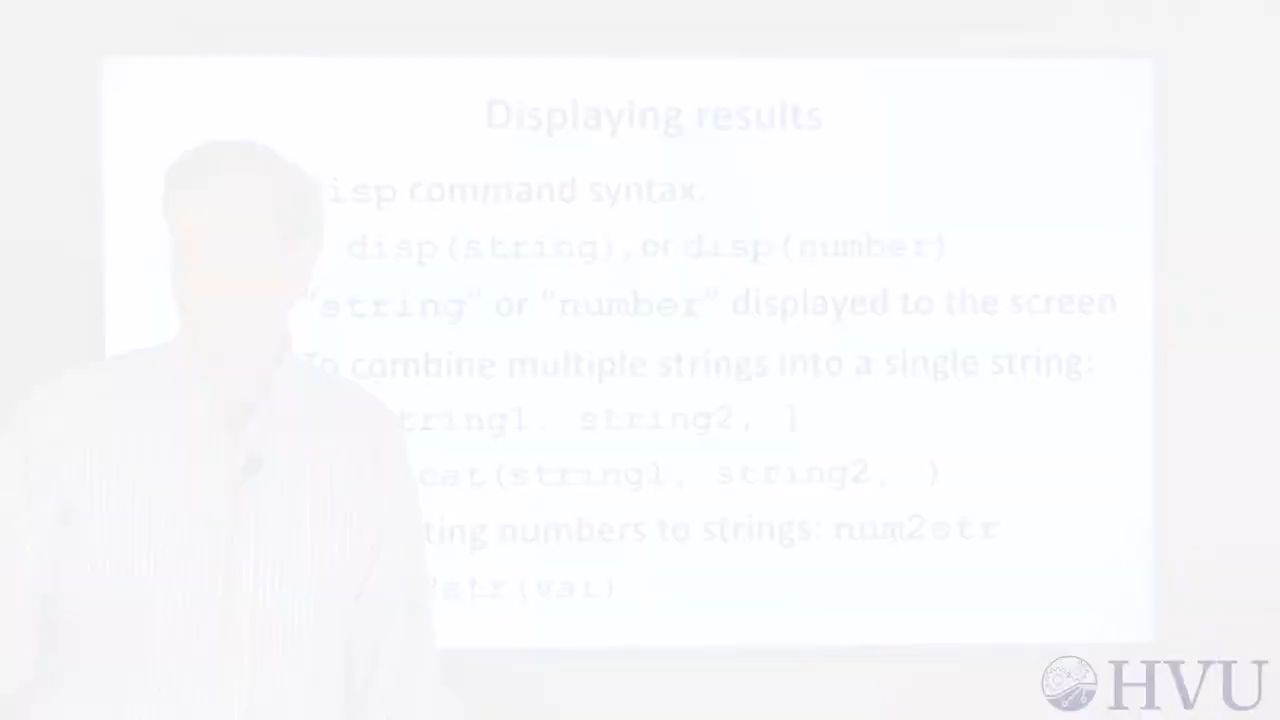 Displaying results
isp command syntax:
disp(string), or disp(number)
"string" or "number" displayed to the screen
To combine multiple strings into a single string:
tring1, string2, ]
cat(string1, string2, )
ting numbers to strings: num2str
str(val)
HVU